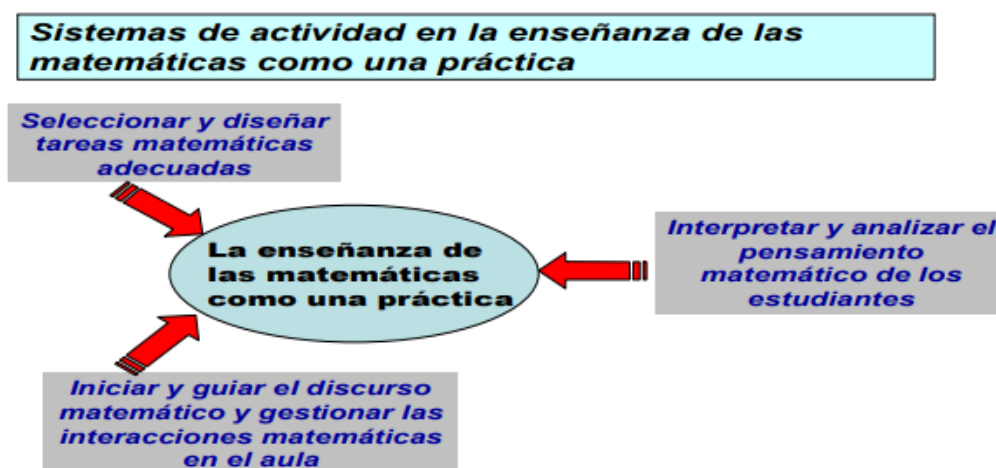 Sistemas de actividad en la enseñanza de las
matemáticas como una práctica
Seleccionar y diseñar
tareas matemáticas
adecuadas
La enseñanza de
las matemáticas
como una práctica
Interpretar y analizar el
pensamiento
matemático de los
estudiantes
Iniciar y guiar el discurso
matemático y gestionar las
interacciones matemáticas
en el aula